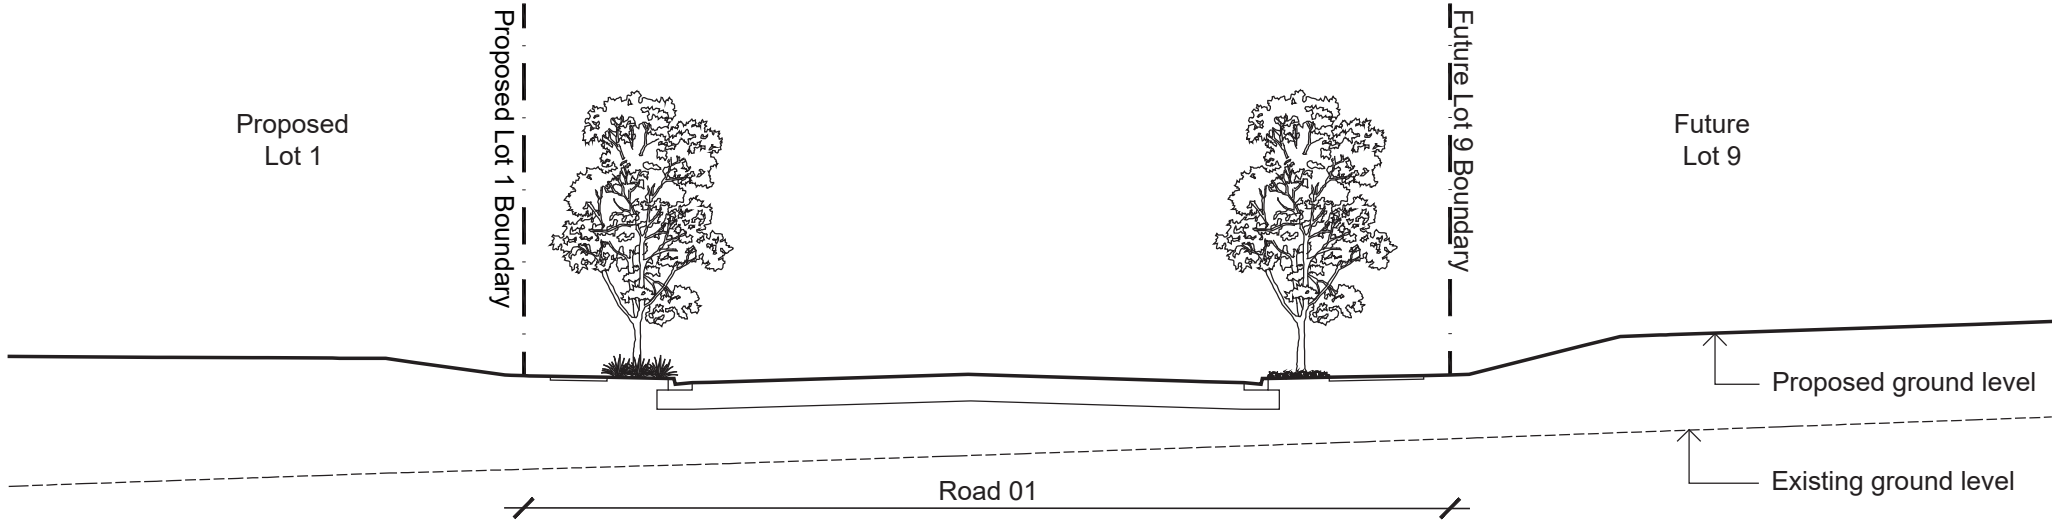 Proposed Lot 1 Boundary
Future Lot 9 Boundary
Proposed
Lot 1
Future
Lot 9
Proposed ground level
Existing ground level
Road 01